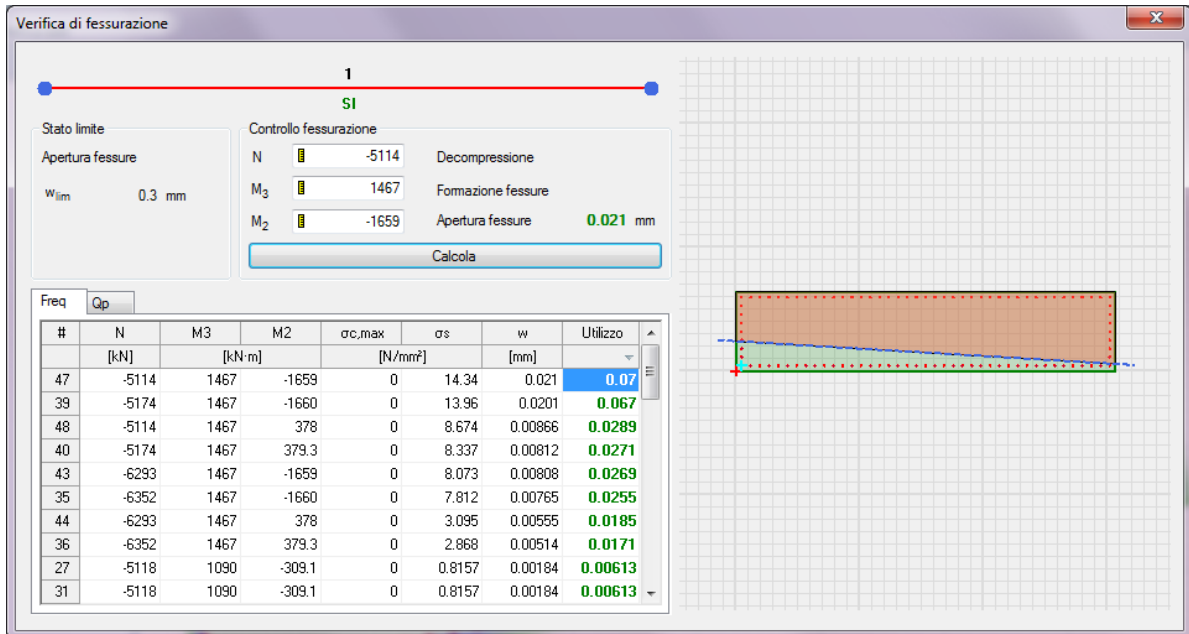 Verifica di fessurazione
1
SI
Stato limite
Apertura fessure
wlim 0.3 mm
Controllo fessurazione
N -5114 Decompressione
M3 1467 Formazione fessure
M2 -1659 Apertura fessure 0.021 mm
Calcola
Freq Qp
# N M3 M2 σc,max σs w Utilizzo
[kN] [kN·m] [N/mm²] [mm]
47 -5114 1467 -1659 0 14.34 0.021 0.07
39 -5174 1467 -1660 0 13.96 0.0201 0.067
48 -5114 1467 378 0 8.674 0.00866 0.0289
40 -5174 1467 379.3 0 8.337 0.00812 0.0271
43 -6293 1467 -1659 0 8.073 0.00808 0.0269
35 -6352 1467 -1660 0 7.812 0.00765 0.0255
44 -6293 1467 378 0 3.095 0.00555 0.0185
36 -6352 1467 379.3 0 2.868 0.00514 0.0171
27 -5118 1090 -309.1 0 0.8157 0.00184 0.00613
31 -5118 1090 -309.1 0 0.8157 0.00184 0.00613